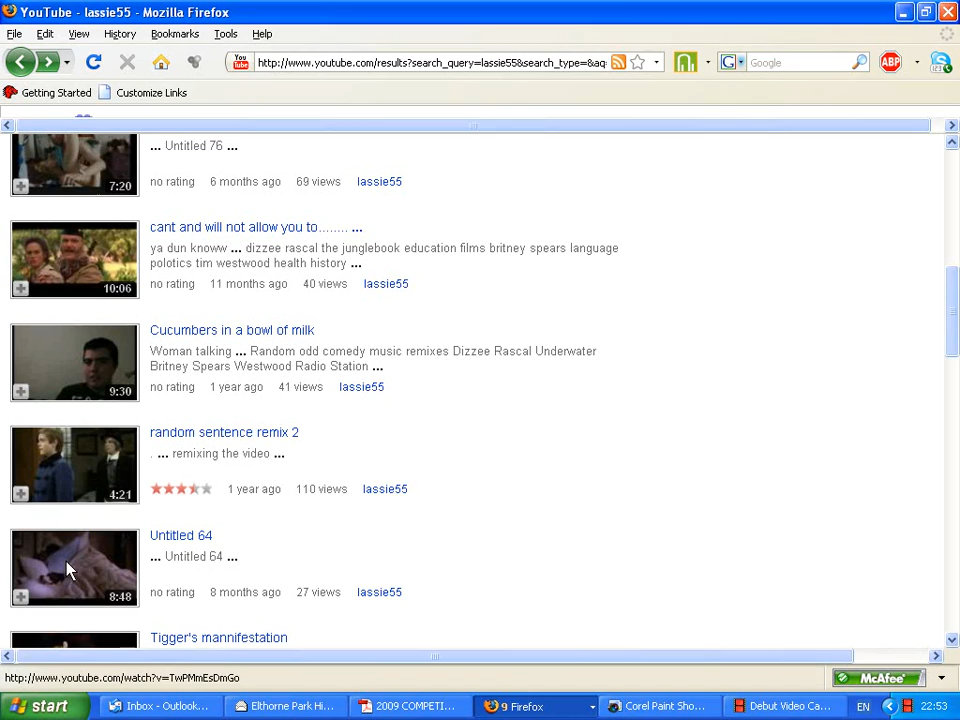 YouTube - lassie55 - Mozilla Firefox
File Edit View History Bookmarks Tools Help
You Tube http://www.youtube.com/results?search_query=lassie55&search_type=&aq Google ABP
Getting Started Customize Links
... Untitled 76 ...
7:20
no rating 6 months ago 69 views lassie55
cant and will not allow you to........ ...
ya dun knoww ... dizzee rascal the junglebook education films britney spears language
polotics tim westwood health history ...
10:06
no rating 11 months ago 40 views lassie55
Cucumbers in a bowl of milk
Woman talking ... Random odd comedy music remixes Dizzee Rascal Underwater
Britney Spears Westwood Radio Station ...
9:30
no rating 1 year ago 41 views lassie55
random sentence remix 2
. ... remixing the video ...
4:21
1 year ago 110 views lassie55
Untitled 64
... Untitled 64 ...
8:48
no rating 8 months ago 27 views lassie55
Tigger's mannifestation
http://www.youtube.com/watch?v=TwPMmEsDmGo McAfee
start Inbox - Outlook... Elthorne Park Hi... 2009 COMPETI... 9 Firefox Corel Paint Sho... Debut Video Ca... EN 22:53